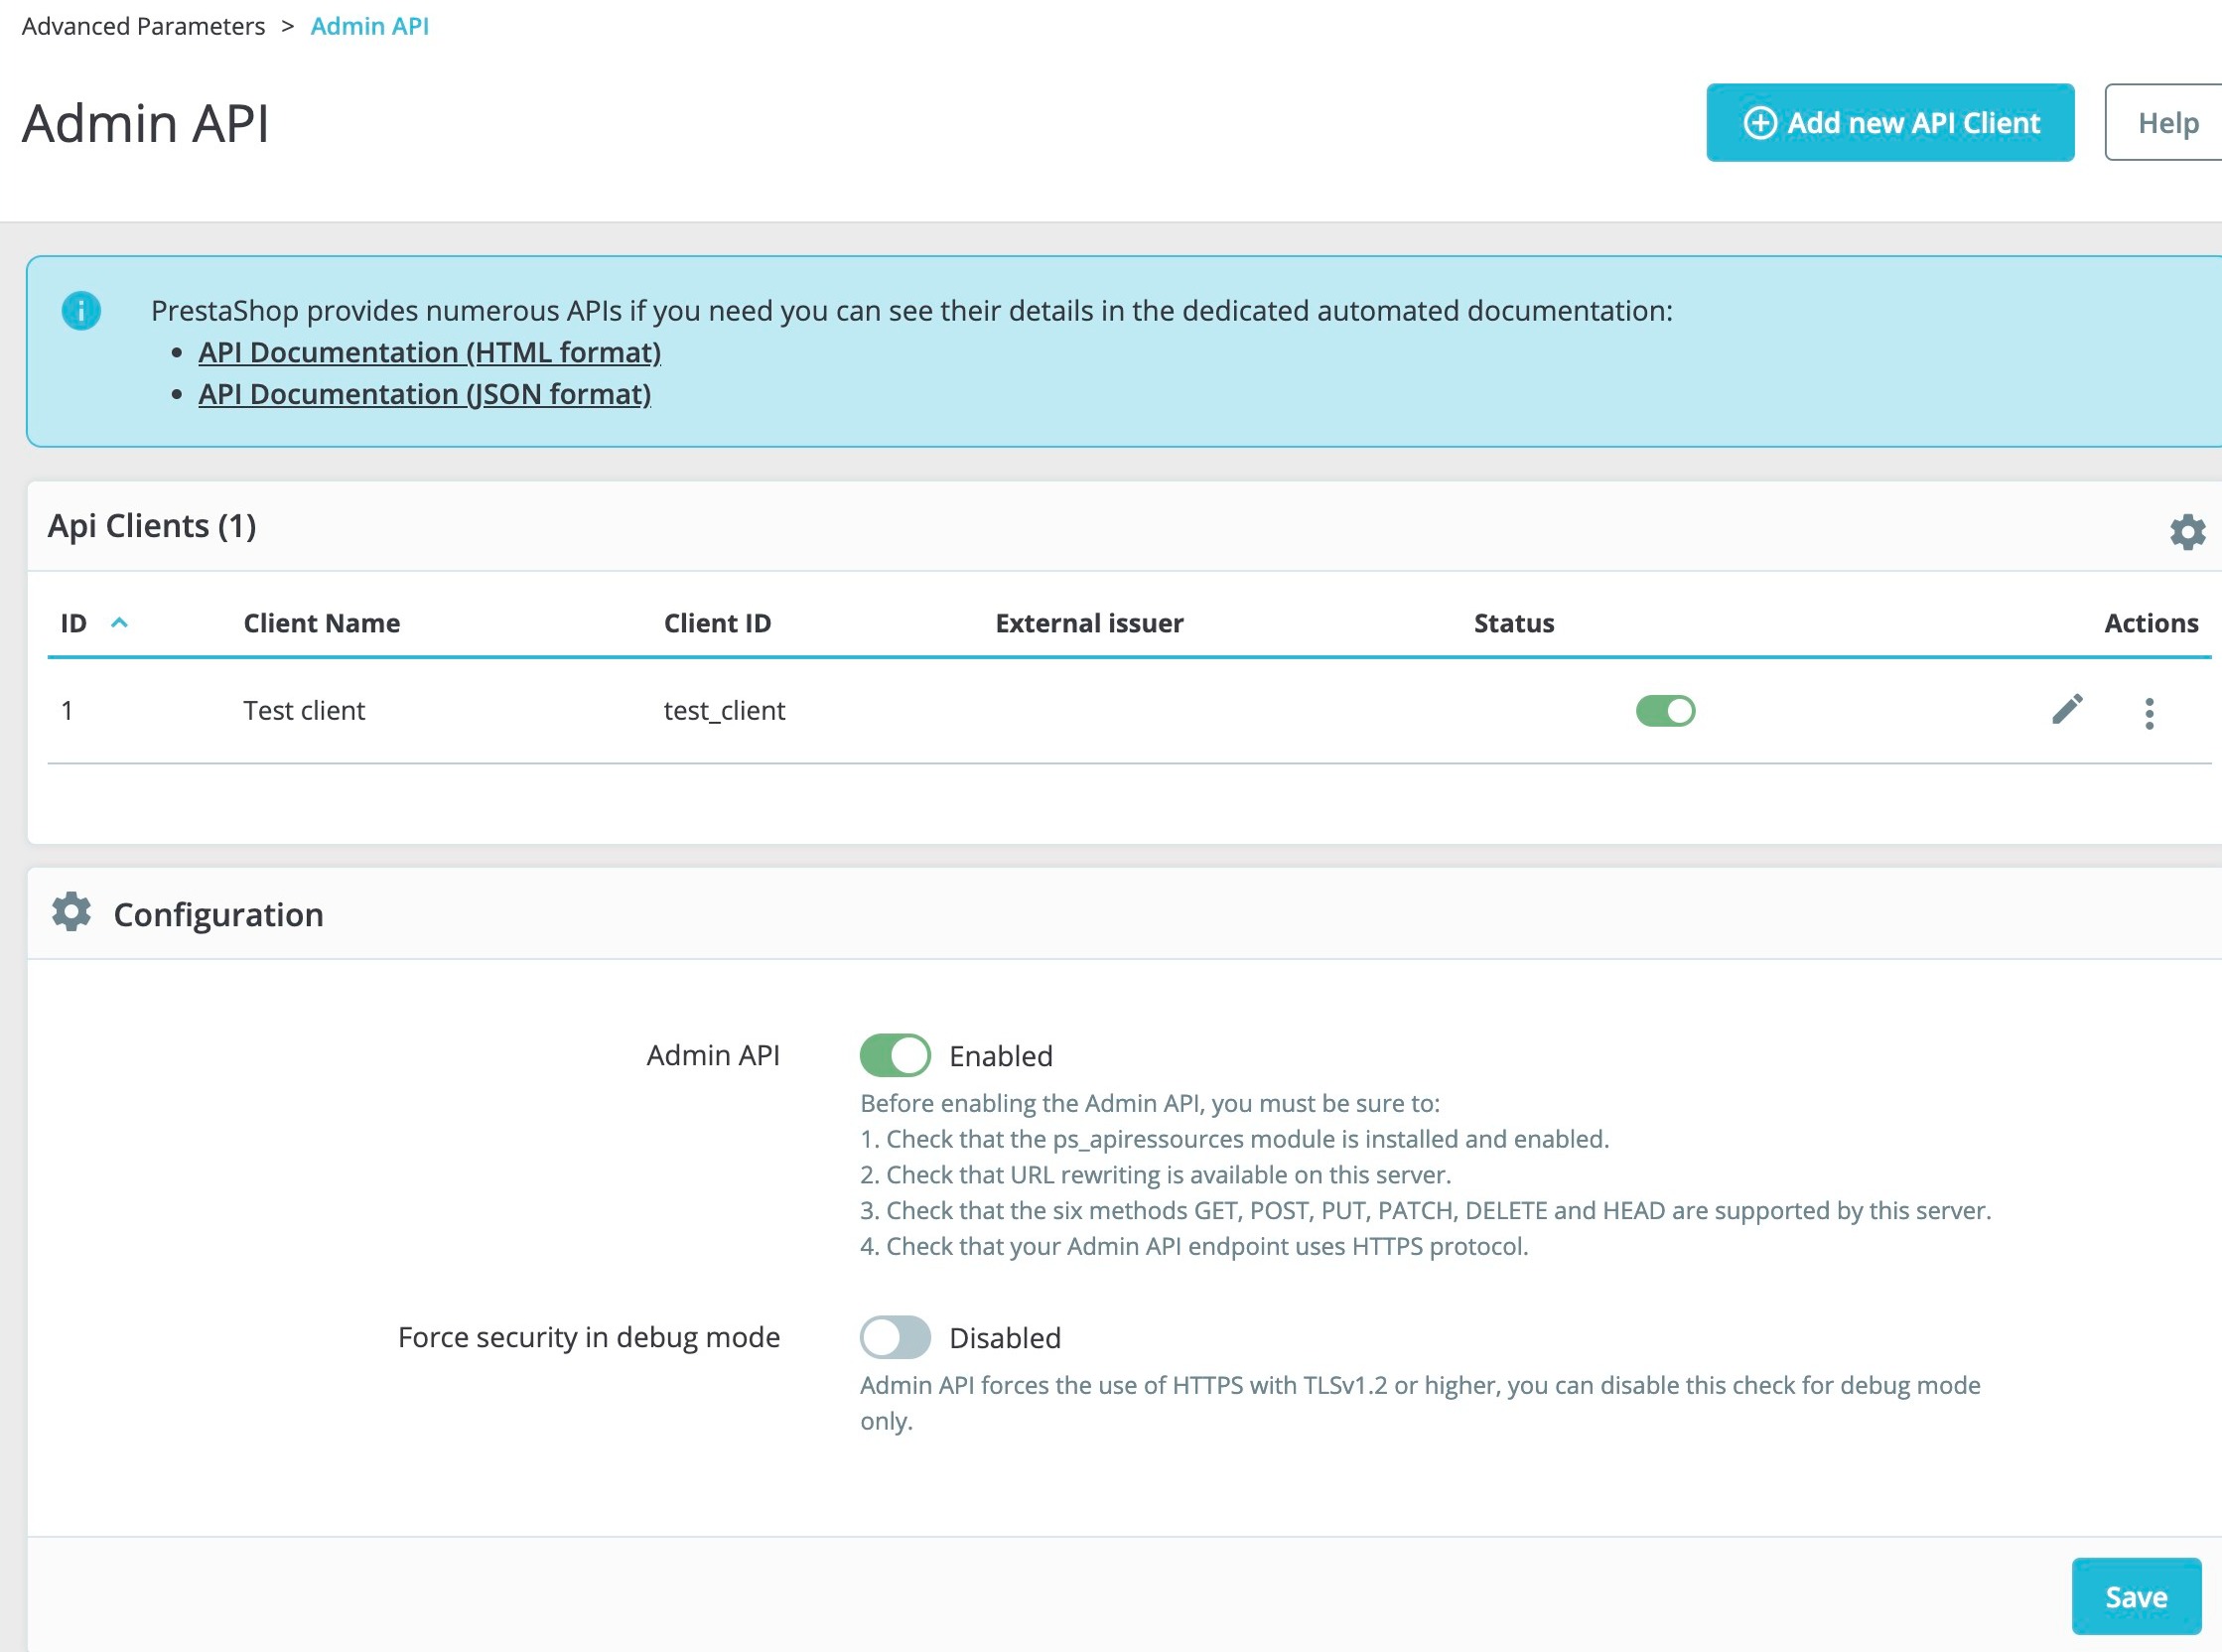 Advanced Parameters > Admin API
Admin API
Add new API Client
Help
PrestaShop provides numerous APIs if you need you can see their details in the dedicated automated documentation:
• API Documentation (HTML format)
• API Documentation (JSON format)
Api Clients (1)
ID Client Name Client ID External issuer Status Actions
1 Test client test_client
Configuration
Admin API Enabled
Before enabling the Admin API, you must be sure to:
1. Check that the ps_apiressources module is installed and enabled.
2. Check that URL rewriting is available on this server.
3. Check that the six methods GET, POST, PUT, PATCH, DELETE and HEAD are supported by this server.
4. Check that your Admin API endpoint uses HTTPS protocol.
Force security in debug mode Disabled
Admin API forces the use of HTTPS with TLSv1.2 or higher, you can disable this check for debug mode
only.
Save